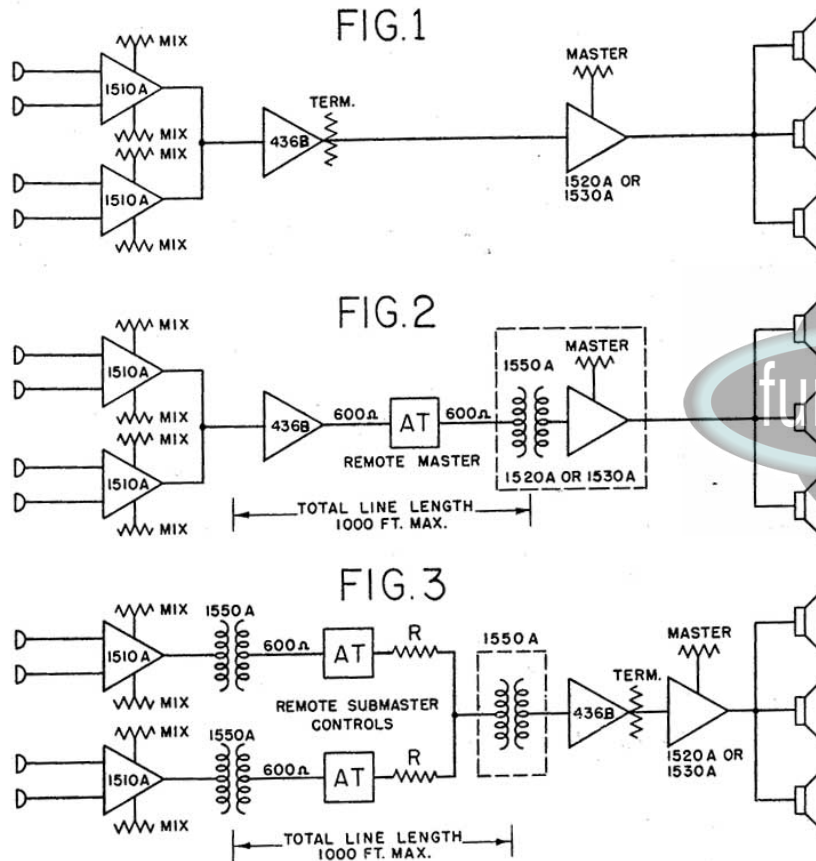 FIG.1
MIX
MASTER
1510A
TERM.
MIX
MIX
436B
1510A
1520A OR
1530A
MIX
FIG.2
MIX
MASTER
1510A
1550A
MIX
MIX
436B
600Ω
AT
600Ω
REMOTE MASTER
1510A
1520A OR 1530A
MIX
TOTAL LINE LENGTH
1000 FT. MAX.
FIG.3
MIX
1550A
1510A
600Ω
AT
R
1550A
MASTER
TERM.
MIX
MIX
REMOTE SUBMASTER
CONTROLS
436B
1550A
1510A
600Ω
AT
R
1520A OR
1530A
MIX
TOTAL LINE LENGTH
1000 FT. MAX.